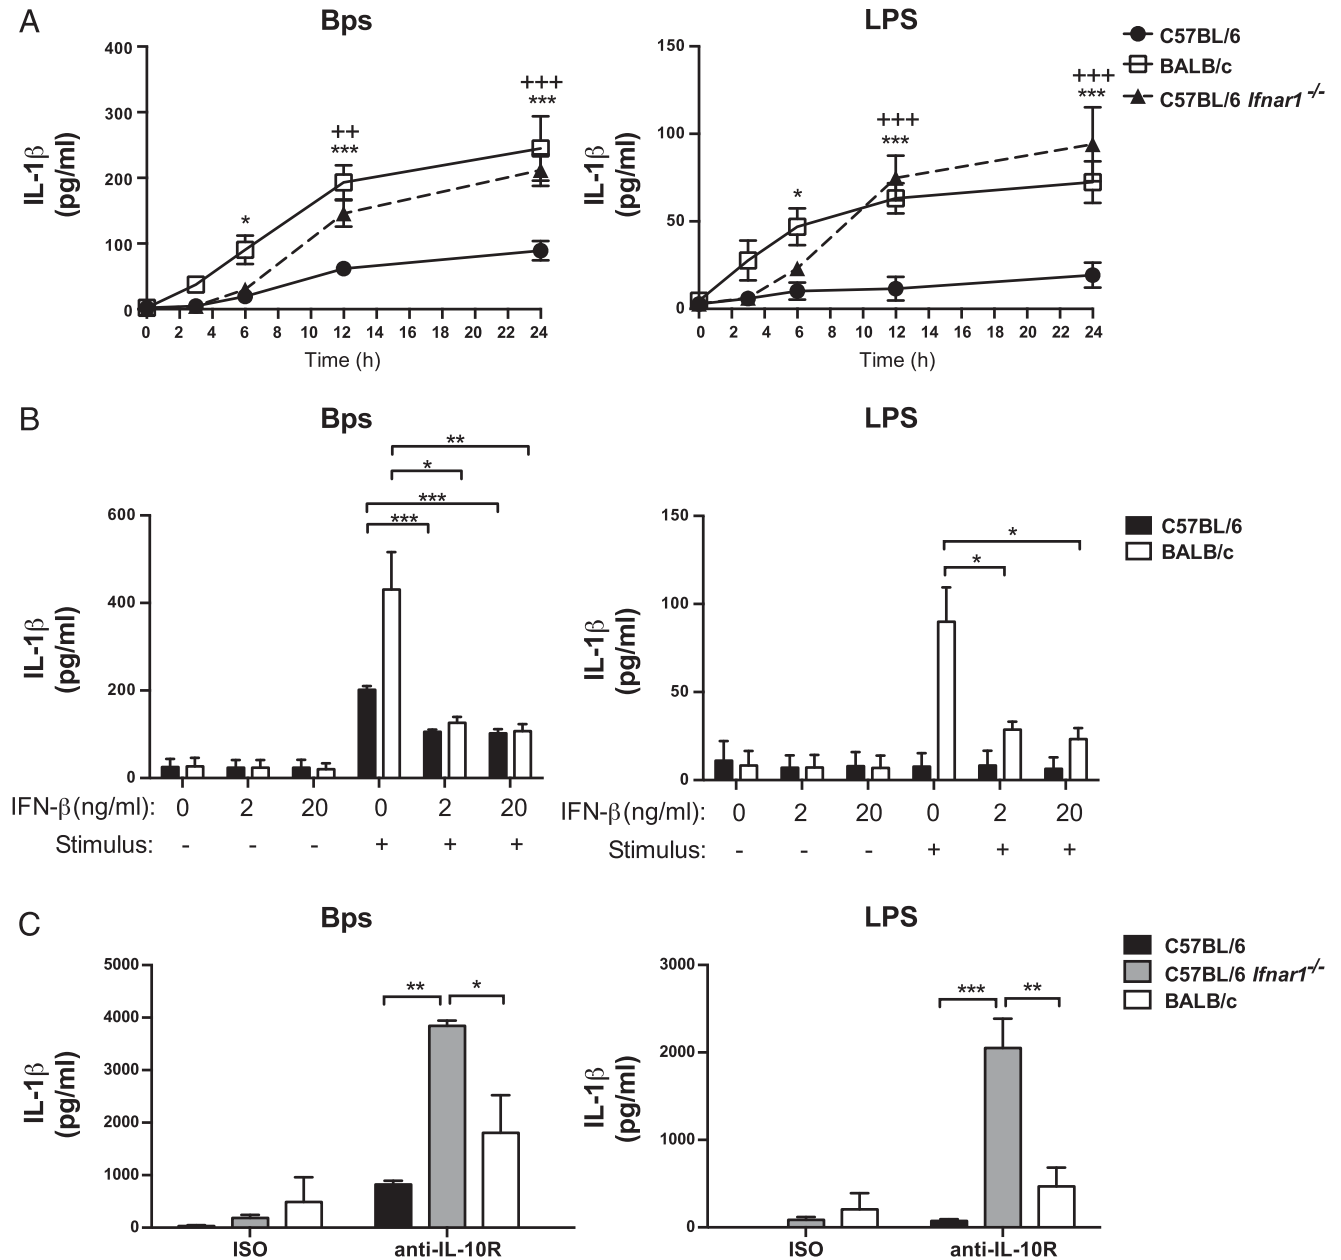 A
Bps
LPS
C57BL/6
BALB/c
C57BL/6 Ifnar1 -/-
IL-1β
(pg/ml)
400
300
200
100
0
*
++
***
+++
***
0 2 4 6 8 10 12 14 16 18 20 22 24
Time (h)
IL-1β
(pg/ml)
150
100
50
0
*
+++
***
+++
***
0 2 4 6 8 10 12 14 16 18 20 22 24
Time (h)
B
Bps
LPS
C57BL/6
BALB/c
IL-1β
(pg/ml)
600
400
200
0
**
*
***
***
IFN-β(ng/ml): 0 2 20 0 2 20
Stimulus: - - - + + +
IL-1β
(pg/ml)
150
100
50
0
*
*
IFN-β(ng/ml): 0 2 20 0 2 20
Stimulus: - - - + + +
C
Bps
LPS
C57BL/6
C57BL/6 Ifnar1-/-
BALB/c
IL-1β
(pg/ml)
5000
4000
3000
2000
1000
0
** *
ISO anti-IL-10R
IL-1β
(pg/ml)
3000
2000
1000
0
*** **
ISO anti-IL-10R